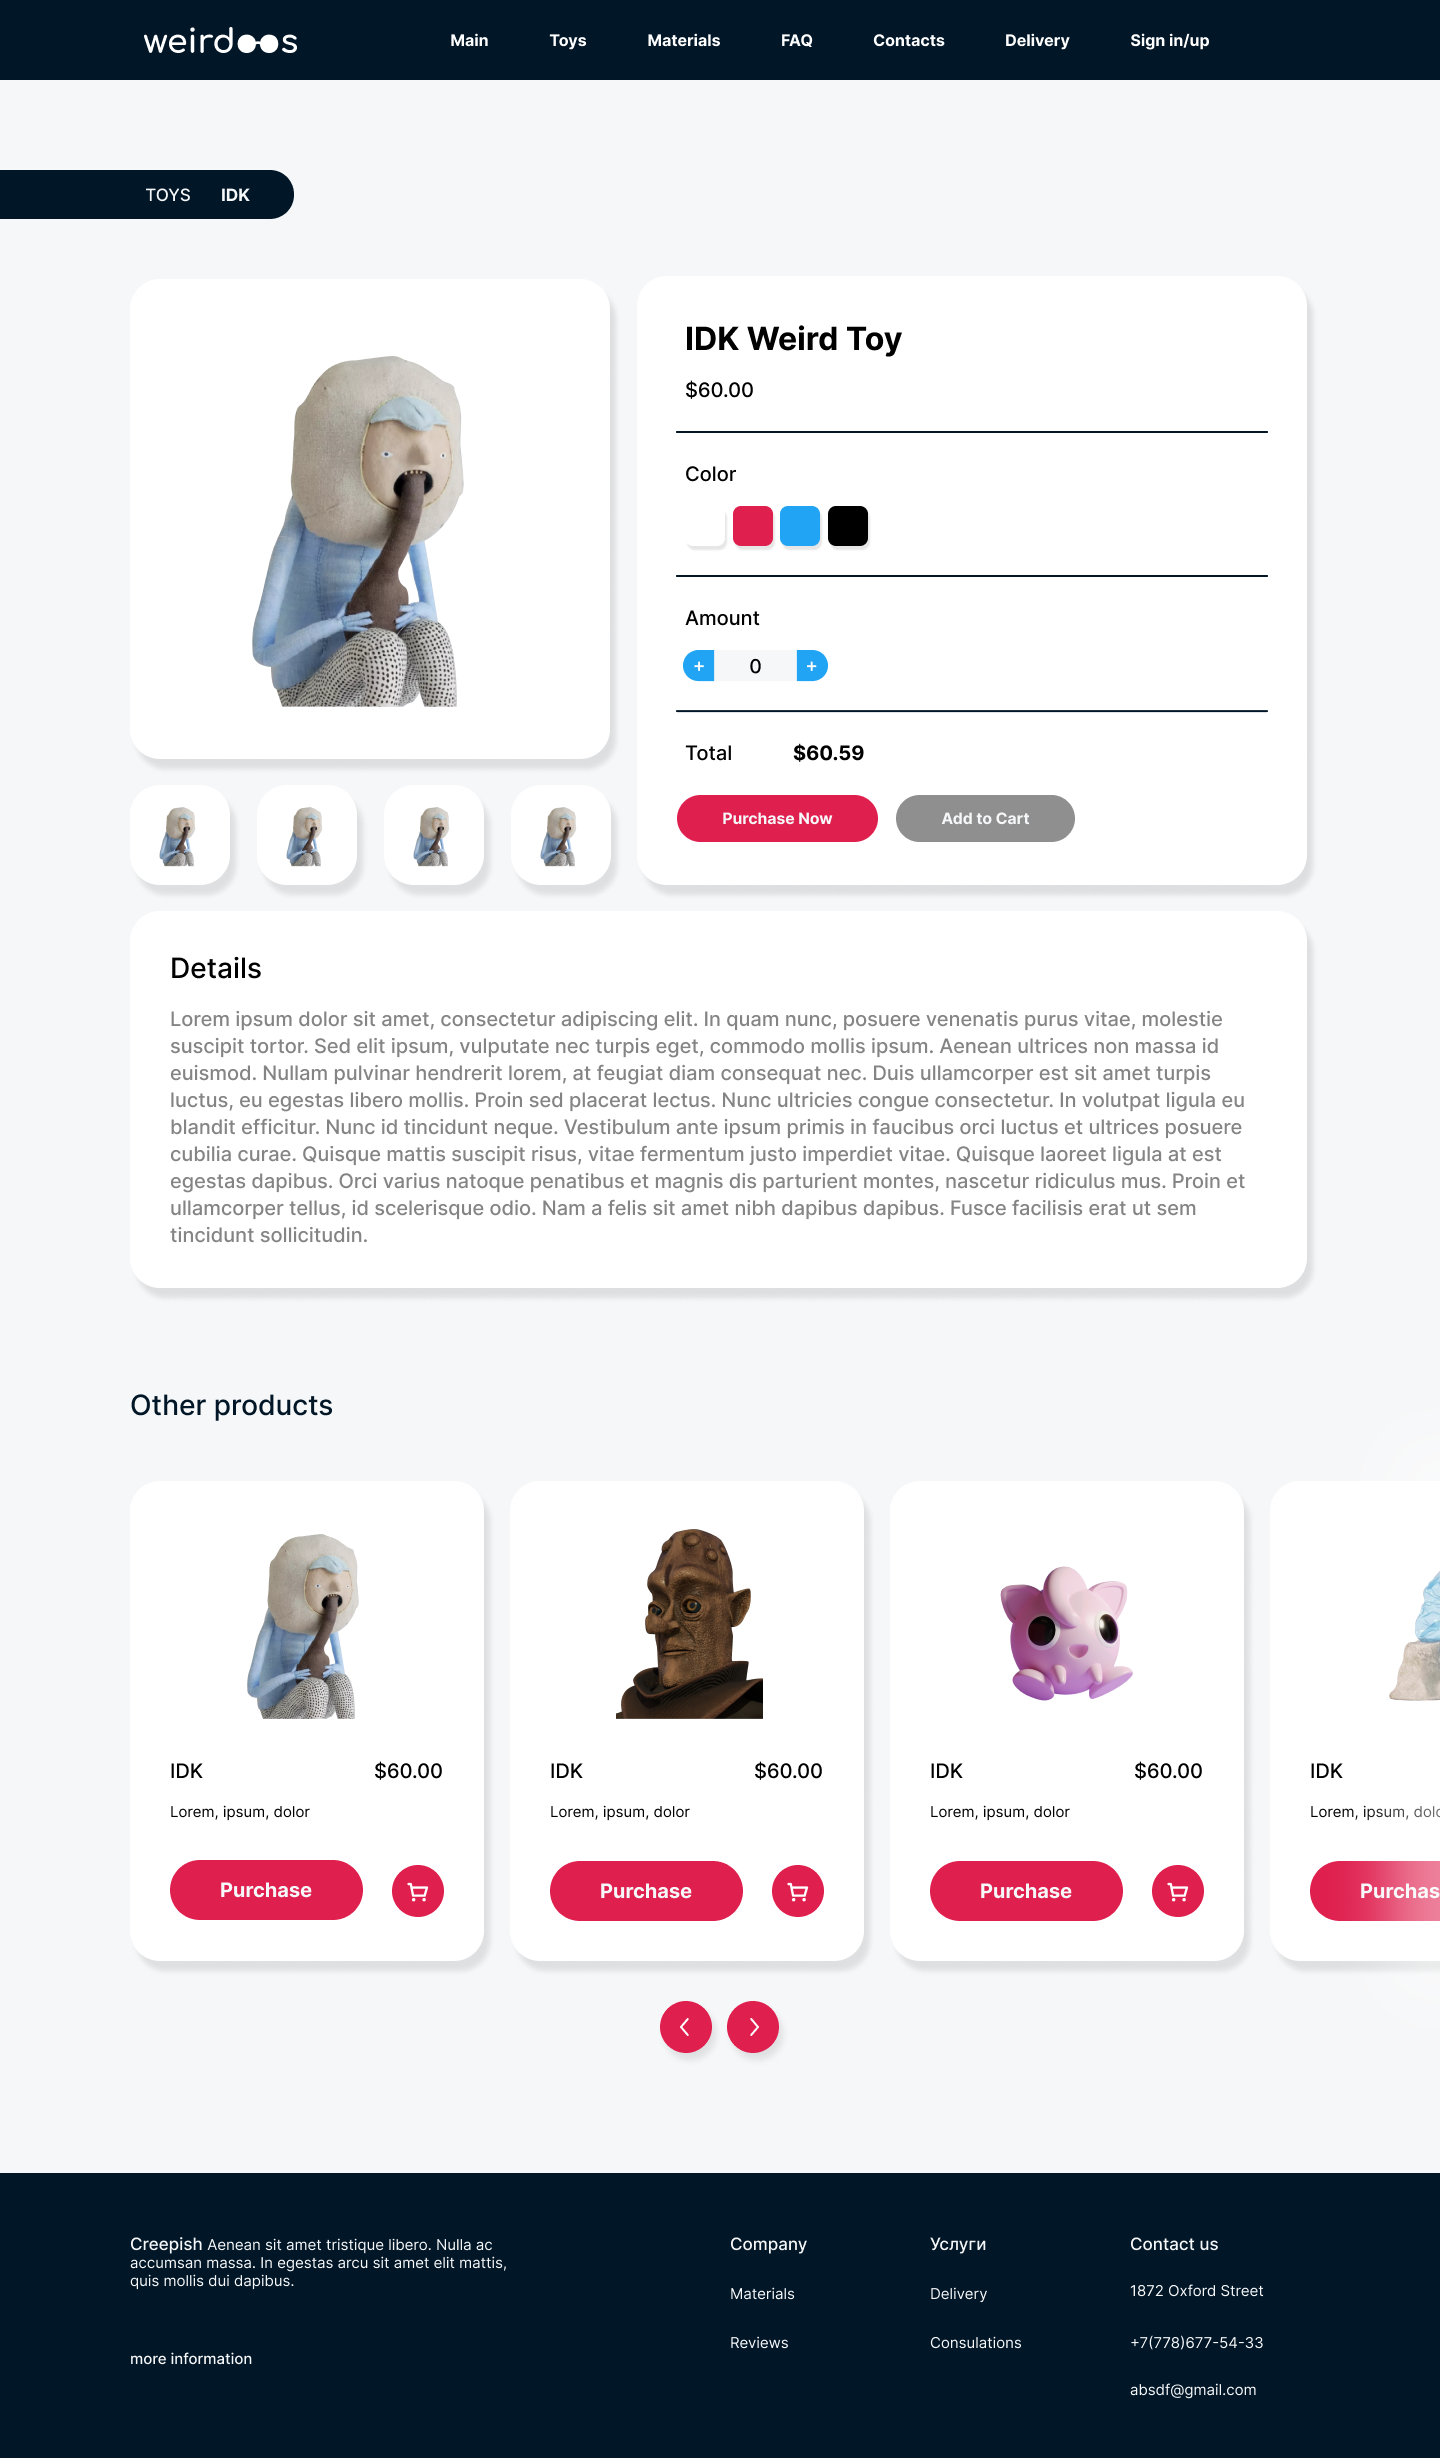 weirdoos
Main Toys Materials FAQ Contacts Delivery Sign in/up
TOYS IDK
IDK Weird Toy
$60.00
Color
Amount
+ 0 +
Total $60.59
Purchase Now Add to Cart
Details
Lorem ipsum dolor sit amet, consectetur adipiscing elit. In quam nunc, posuere venenatis purus vitae, molestie
suscipit tortor. Sed elit ipsum, vulputate nec turpis eget, commodo mollis ipsum. Aenean ultrices non massa id
euismod. Nullam pulvinar hendrerit lorem, at feugiat diam consequat nec. Duis ullamcorper est sit amet turpis
luctus, eu egestas libero mollis. Proin sed placerat lectus. Nunc ultricies congue consectetur. In volutpat ligula eu
blandit efficitur. Nunc id tincidunt neque. Vestibulum ante ipsum primis in faucibus orci luctus et ultrices posuere
cubilia curae. Quisque mattis suscipit risus, vitae fermentum justo imperdiet vitae. Quisque laoreet ligula at est
egestas dapibus. Orci varius natoque penatibus et magnis dis parturient montes, nascetur ridiculus mus. Proin et
ullamcorper tellus, id scelerisque odio. Nam a felis sit amet nibh dapibus dapibus. Fusce facilisis erat ut sem
tincidunt sollicitudin.
Other products
IDK $60.00
Lorem, ipsum, dolor
Purchase
IDK $60.00
Lorem, ipsum, dolor
Purchase
IDK $60.00
Lorem, ipsum, dolor
Purchase
IDK
Lorem, ipsum, dolo
Purchas
Creepish Aenean sit amet tristique libero. Nulla ac
accumsan massa. In egestas arcu sit amet elit mattis,
quis mollis dui dapibus.
more information
Company
Materials
Reviews
Услуги
Delivery
Consulations
Contact us
1872 Oxford Street
+7(778)677-54-33
absdf@gmail.com